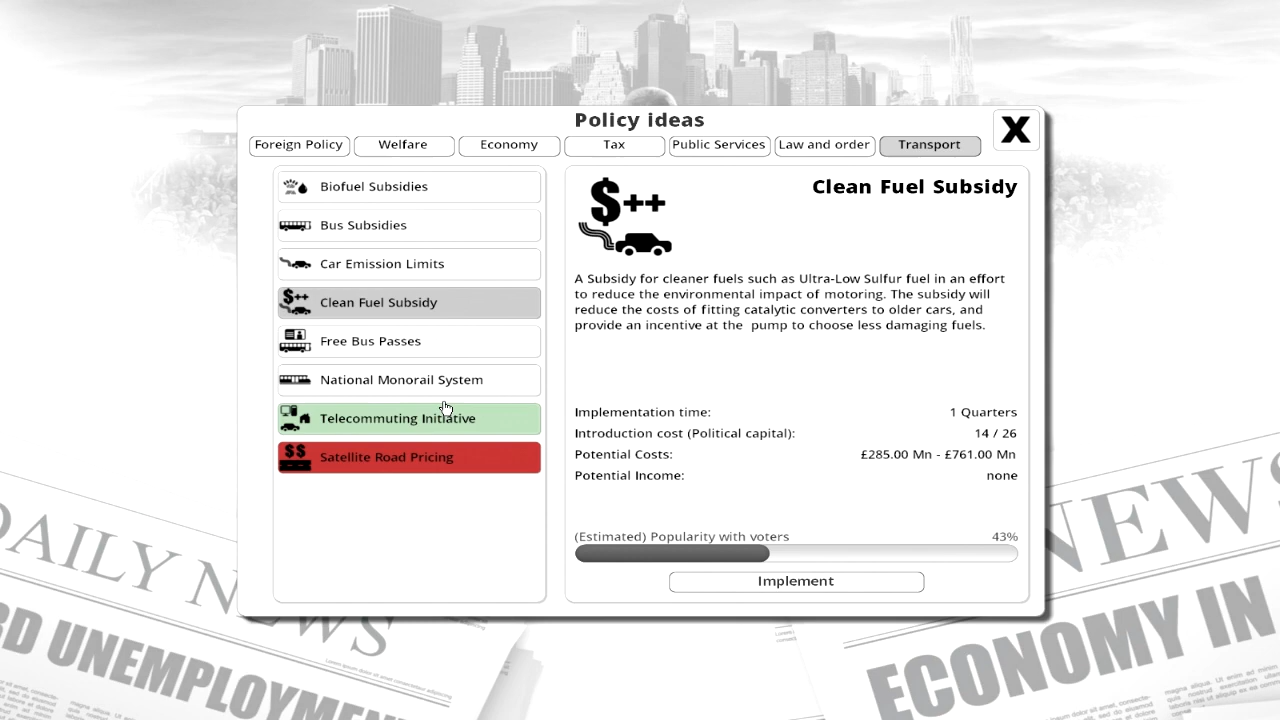 Policy ideas
X
Foreign Policy
Welfare
Economy
Tax
Public Services
Law and order
Transport
Biofuel Subsidies
Bus Subsidies
Car Emission Limits
Clean Fuel Subsidy
Free Bus Passes
National Monorail System
Telecommuting Initiative
Satellite Road Pricing
$++
Clean Fuel Subsidy
A Subsidy for cleaner fuels such as Ultra-Low Sulfur fuel in an effort
to reduce the environmental impact of motoring. The subsidy will
reduce the costs of fitting catalytic converters to older cars, and
provide an incentive at the pump to choose less damaging fuels.
Implementation time: 1 Quarters
Introduction cost (Political capital): 14 / 26
Potential Costs: £285.00 Mn - £761.00 Mn
Potential Income: none
(Estimated) Popularity with voters 43%
Implement
DAILY NEWS
UNEMPLOYMEN
NEWS
ECONOMY IN